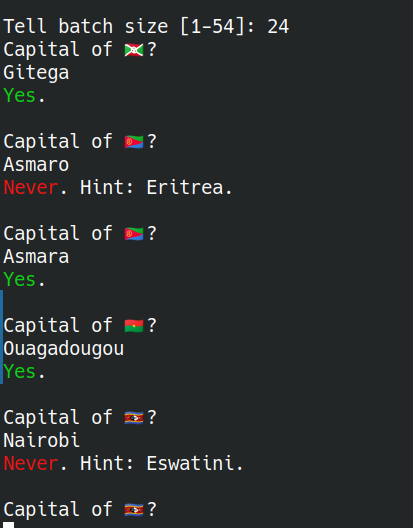 Tell batch size [1-54]: 24
Capital of 🇧🇮?
Gitega
Yes.
Capital of 🇪🇷?
Asmaro
Never. Hint: Eritrea.
Capital of 🇪🇷?
Asmara
Yes.
Capital of 🇧🇫?
Ouagadougou
Yes.
Capital of 🇸🇿?
Nairobi
Never. Hint: Eswatini.
Capital of 🇸🇿?